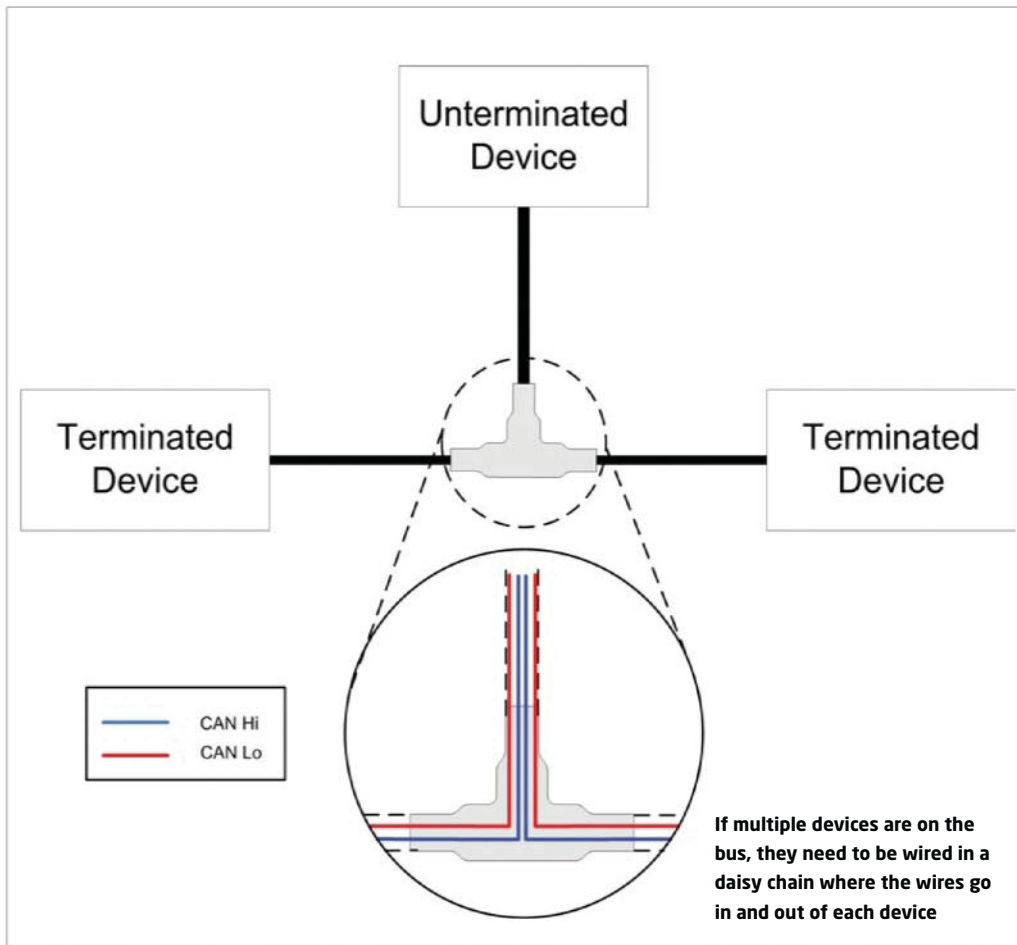 Unterminated
Device
Terminated
Device
Terminated
Device
CAN Hi
CAN Lo
If multiple devices are on the
bus, they need to be wired in a
daisy chain where the wires go
in and out of each device